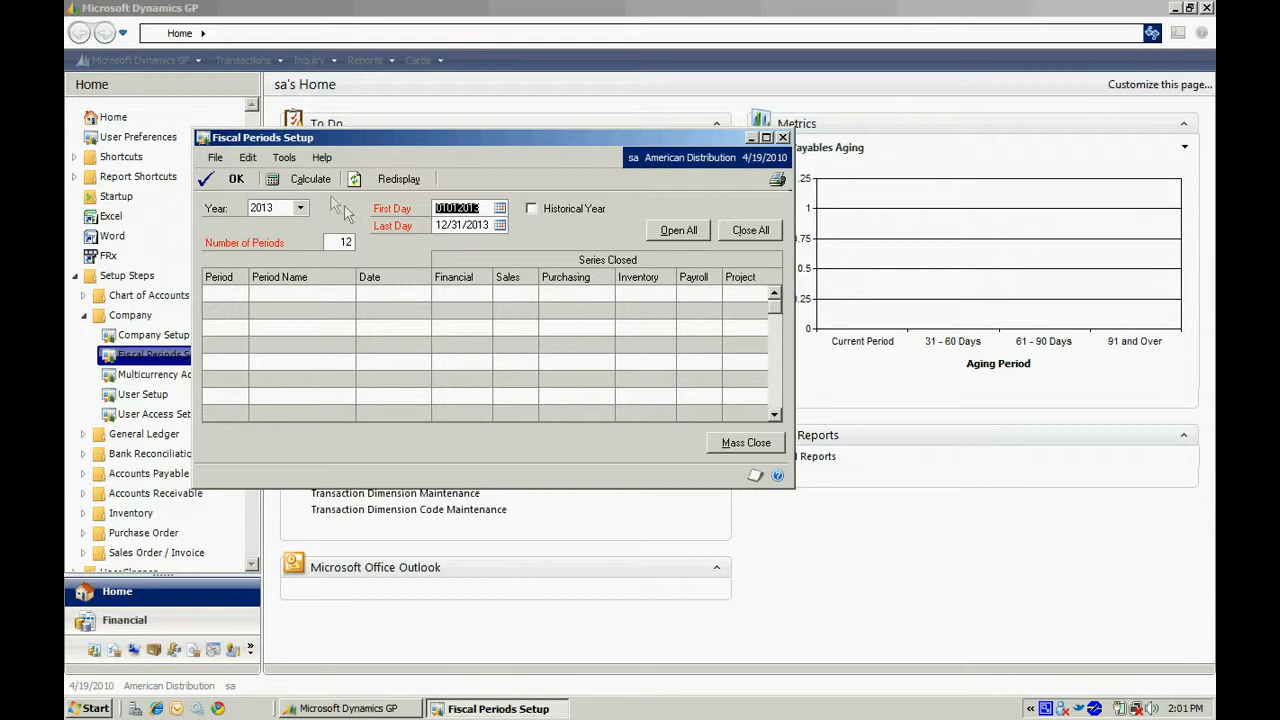 Microsoft Dynamics GP
Home
Microsoft Dynamics GP Transactions Inquiry Reports Cards
Home
sa's Home
Customize this page...
Home
User Preferences
Shortcuts
Report Shortcuts
Startup
Excel
Word
FRx
Setup Steps
Chart of Accounts
Company
Company Setup
Fiscal Periods S
Multicurrency Ac
User Setup
User Access Set
General Ledger
Bank Reconciliatio
Accounts Payable
Accounts Receivable
Inventory
Purchase Order
Sales Order / Invoice
Home
Financial
To Do
Metrics
Fiscal Periods Setup
File Edit Tools Help
sa American Distribution 4/19/2010
OK Calculate Redisplay
Year: 2013
First Day 01012013
Historical Year
Last Day 12/31/2013
Open All Close All
Number of Periods 12
Series Closed
Period Period Name Date Financial Sales Purchasing Inventory Payroll Project
Mass Close
ayables Aging
.25
1
0.75
0.5
0.25
0
Current Period 31 - 60 Days 61 - 90 Days 91 and Over
Aging Period
Reports
l Reports
Transaction Dimension Maintenance
Transaction Dimension Code Maintenance
Microsoft Office Outlook
4/19/2010 American Distribution sa
Start
Microsoft Dynamics GP
Fiscal Periods Setup
2:01 PM